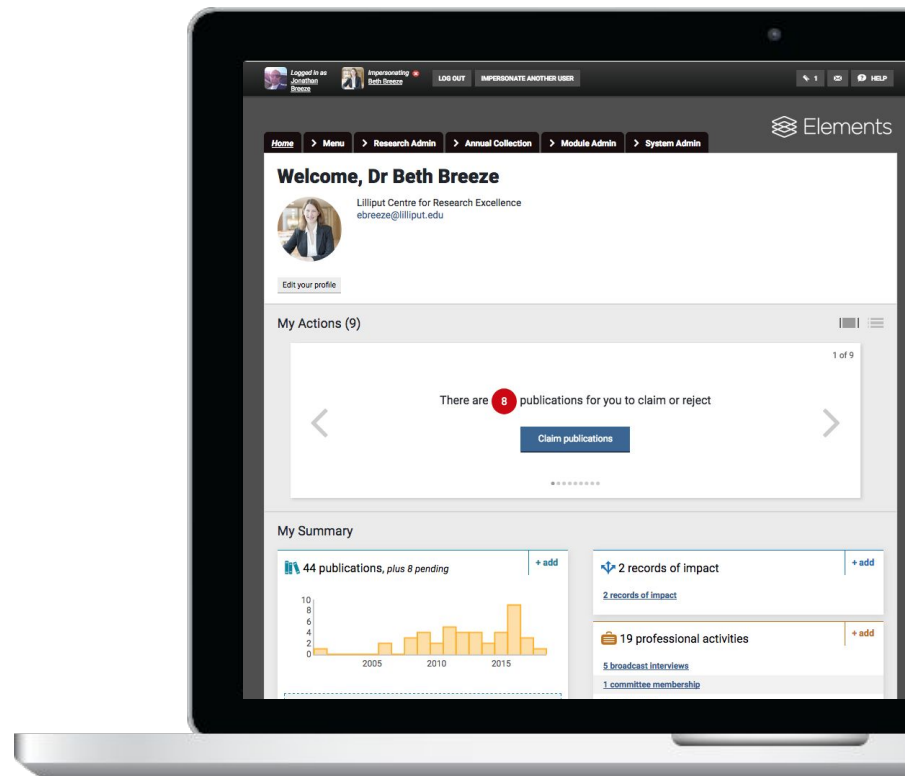 Logged in as
Jonathan
Breeze
Impersonating
Beth Breeze
LOG OUT
IMPERSONATE ANOTHER USER
1
HELP
Elements
Home
Menu
Research Admin
Annual Collection
Module Admin
System Admin
Welcome, Dr Beth Breeze
Lilliput Centre for Research Excellence
ebreeze@lilliput.edu
Edit your profile
My Actions (9)
1 of 9
There are 8 publications for you to claim or reject
Claim publications
My Summary
44 publications, plus 8 pending
+ add
10
8
6
4
2
0
2005 2010 2015
2 records of impact
+ add
2 records of impact
19 professional activities
+ add
5 broadcast interviews
1 committee membership